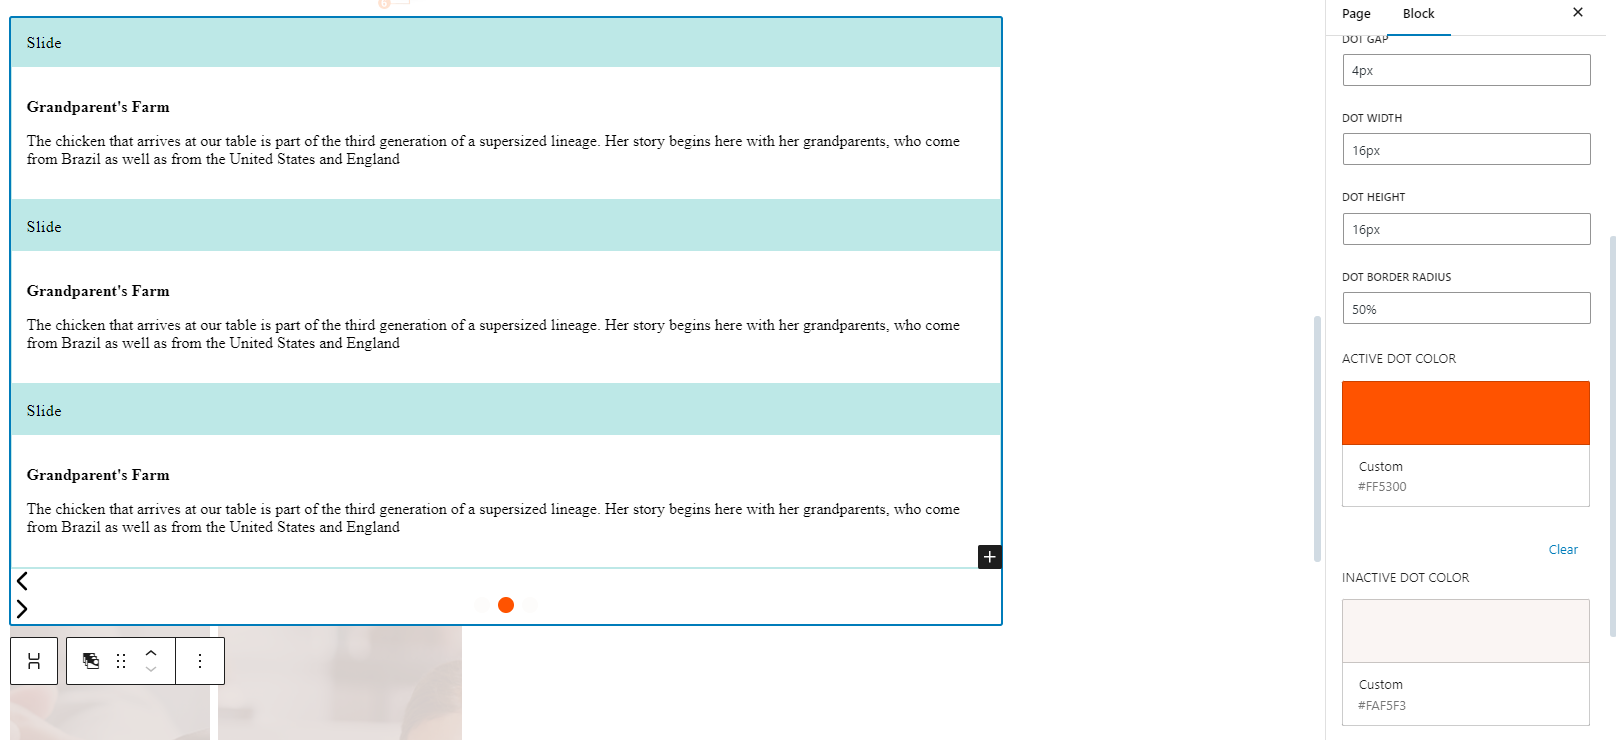 Slide
Grandparent's Farm
The chicken that arrives at our table is part of the third generation of a supersized lineage. Her story begins here with her grandparents, who come
from Brazil as well as from the United States and England
Slide
Grandparent's Farm
The chicken that arrives at our table is part of the third generation of a supersized lineage. Her story begins here with her grandparents, who come
from Brazil as well as from the United States and England
Slide
Grandparent's Farm
The chicken that arrives at our table is part of the third generation of a supersized lineage. Her story begins here with her grandparents, who come
from Brazil as well as from the United States and England
Page Block
DOT GAP
4px
DOT WIDTH
16px
DOT HEIGHT
16px
DOT BORDER RADIUS
50%
ACTIVE DOT COLOR
Custom
#FF5300
Clear
INACTIVE DOT COLOR
Custom
#FAF5F3